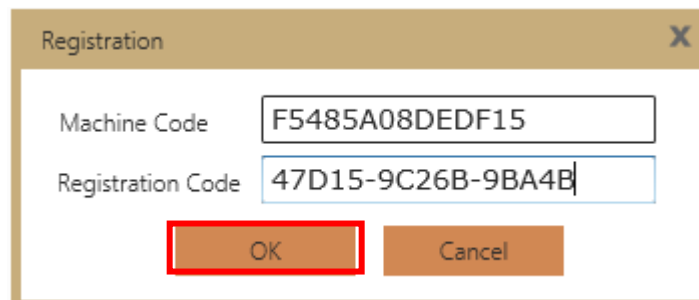 Registration X
Machine Code F5485A08DEDF15
Registration Code 47D15-9C26B-9BA4B
OK Cancel